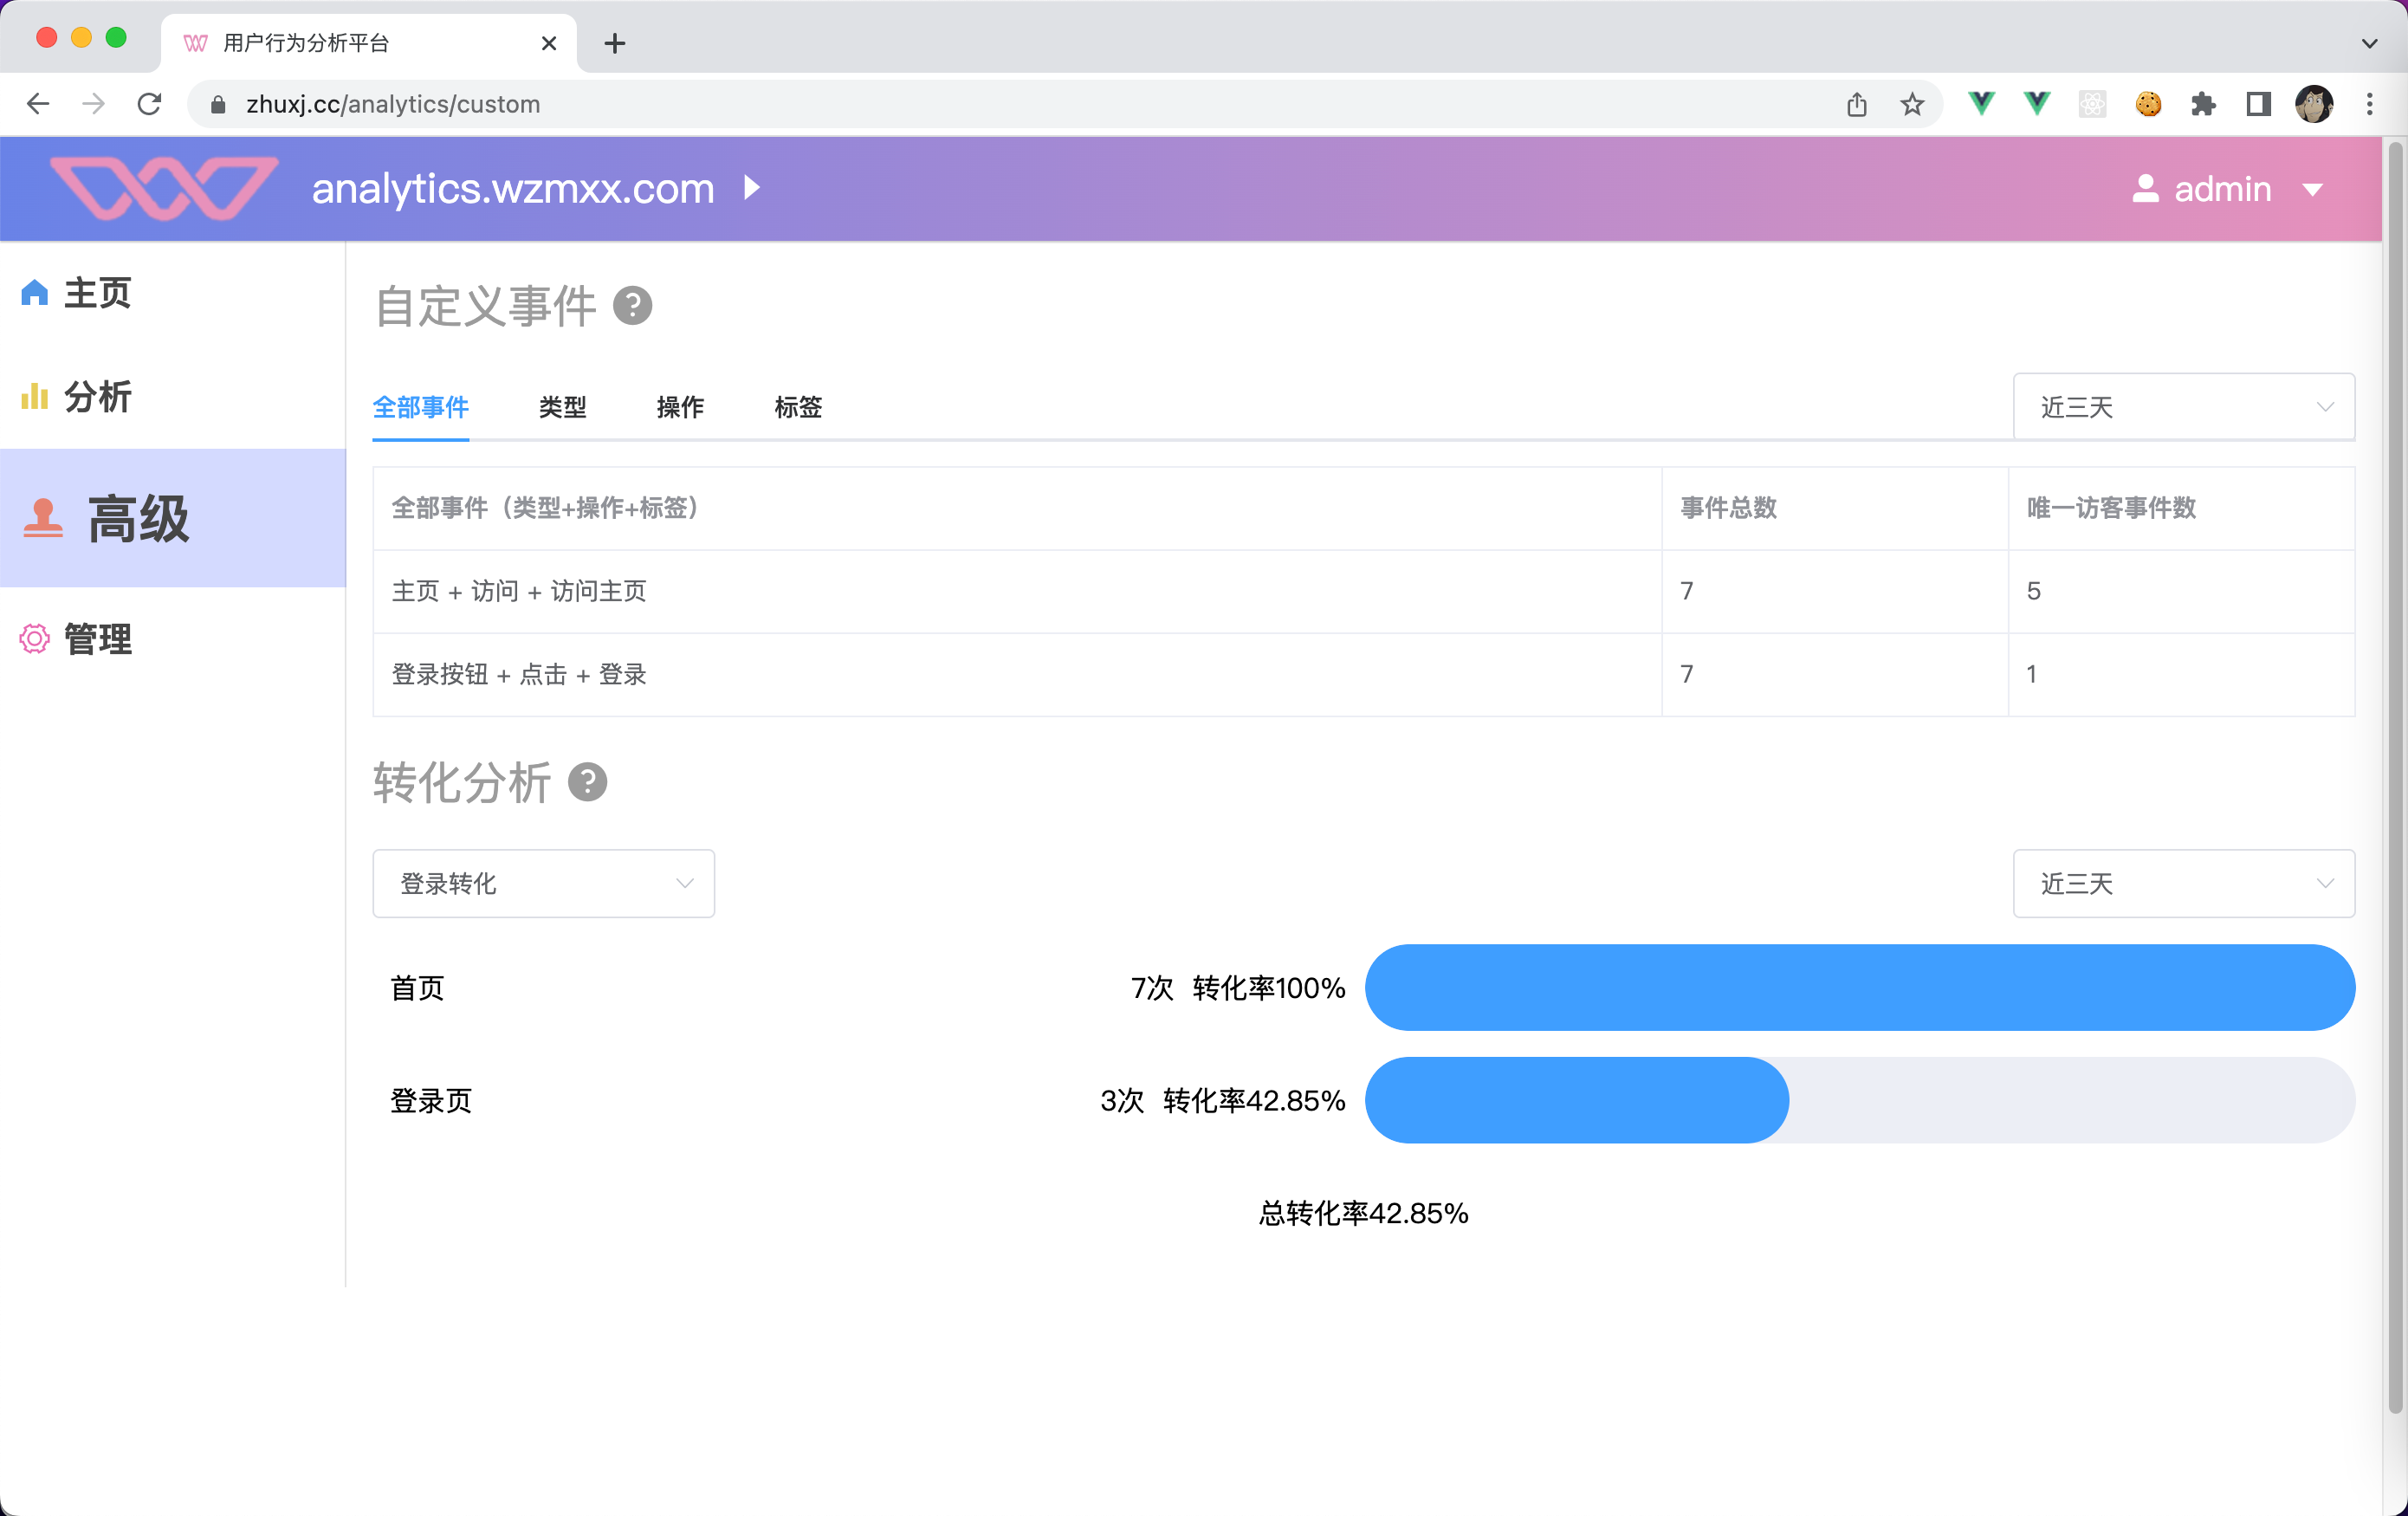 用户行为分析平台
zhuxj.cc/analytics/custom
analytics.wzmxx.com
admin
主页
分析
高级
管理
自定义事件
全部事件 类型 操作 标签 近三天
全部事件（类型+操作+标签） 事件总数 唯一访客事件数
主页 + 访问 + 访问主页 7 5
登录按钮 + 点击 + 登录 7 1
转化分析
登录转化 近三天
首页 7次 转化率100%
登录页 3次 转化率42.85%
总转化率42.85%